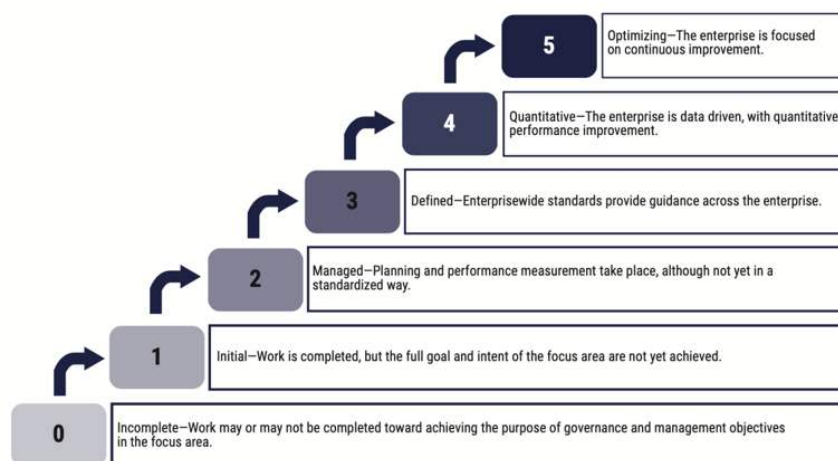 5
Optimizing—The enterprise is focused
on continuous improvement.
4
Quantitative—The enterprise is data driven, with quantitative
performance improvement.
3
Defined—Enterprisewide standards provide guidance across the enterprise.
2
Managed—Planning and performance measurement take place, although not yet in a
standardized way.
1
Initial—Work is completed, but the full goal and intent of the focus area are not yet achieved.
0
Incomplete—Work may or may not be completed toward achieving the purpose of governance and management objectives
in the focus area.